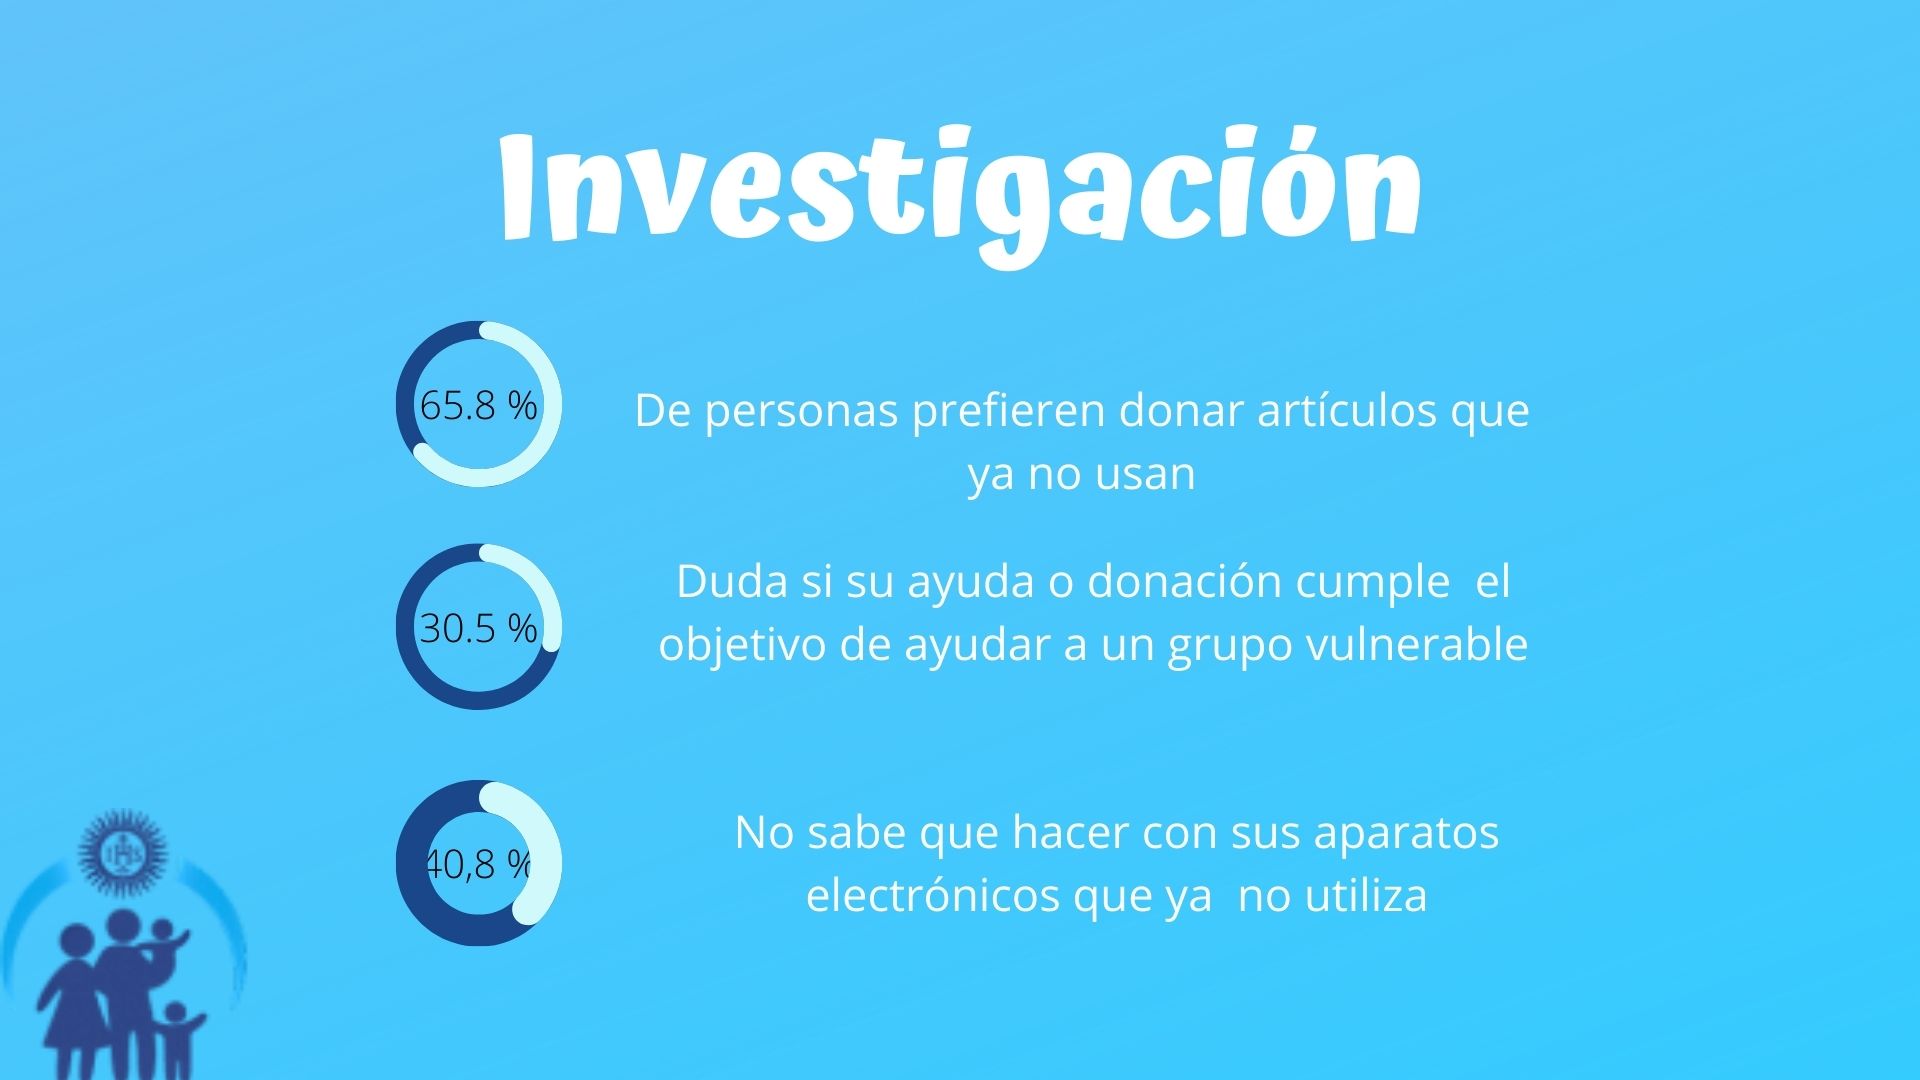 Investigación
65.8 %
De personas prefieren donar artículos que
ya no usan
30.5 %
Duda si su ayuda o donación cumple  el
objetivo de ayudar a un grupo vulnerable
40,8 %
No sabe que hacer con sus aparatos
electrónicos que ya  no utiliza
IHS